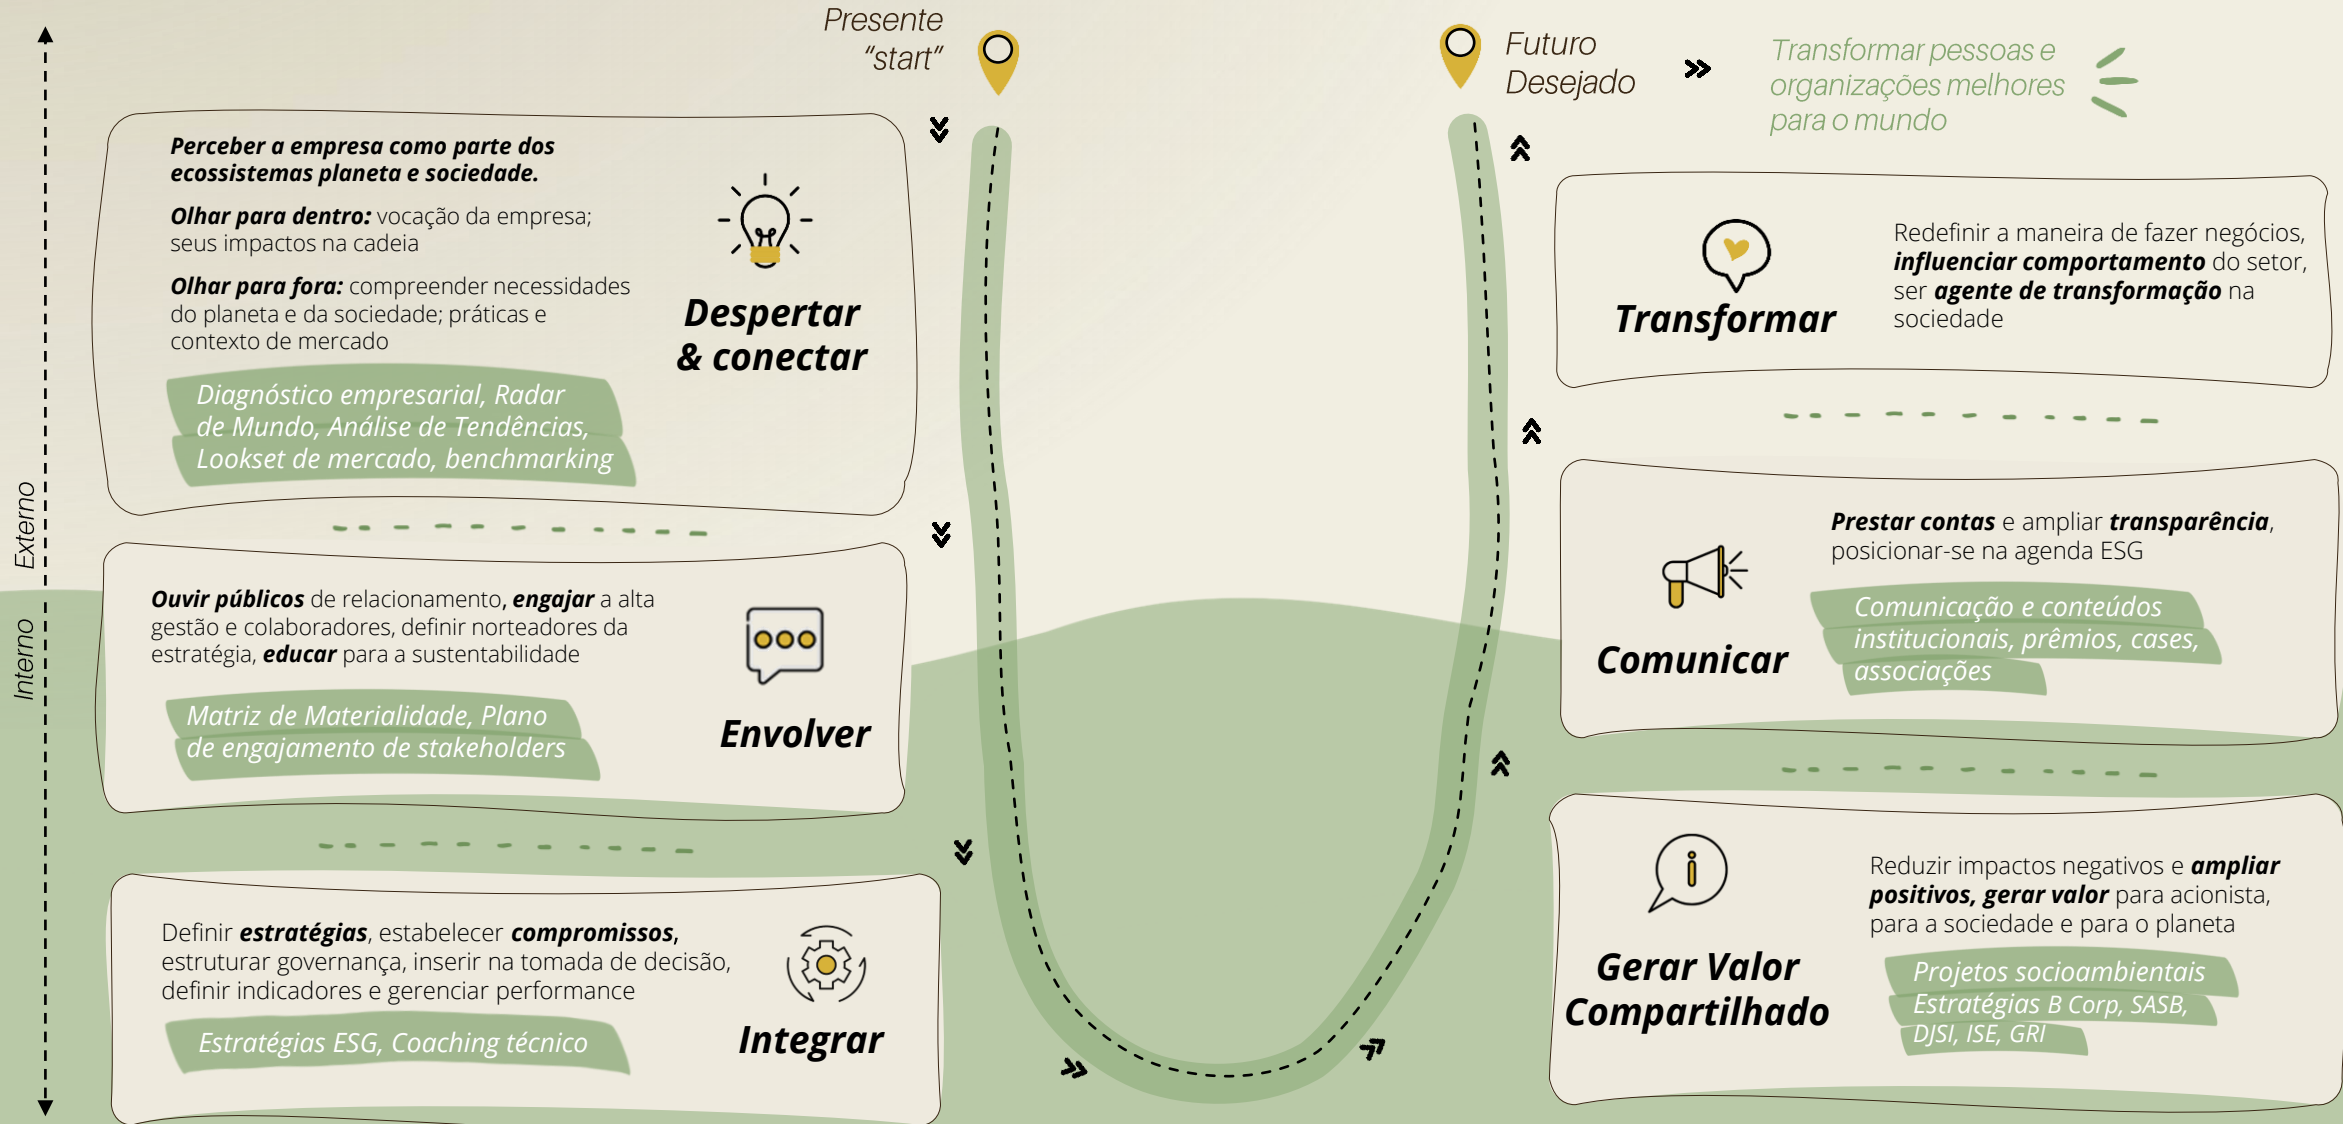 Presente
“start”
Futuro
Desejado
Transformar pessoas e
organizações melhores
para o mundo
Externo
Interno
Perceber a empresa como parte dos
ecossistemas planeta e sociedade.
Olhar para dentro: vocação da empresa;
seus impactos na cadeia
Olhar para fora: compreender necessidades
do planeta e da sociedade; práticas e
contexto de mercado
Diagnóstico empresarial, Radar
de Mundo, Análise de Tendências,
Lookset de mercado, benchmarking
Despertar
& conectar
Ouvir públicos de relacionamento, engajar a alta
gestão e colaboradores, definir norteadores da
estratégia, educar para a sustentabilidade
Matriz de Materialidade, Plano
de engajamento de stakeholders
Envolver
Definir estratégias, estabelecer compromissos,
estruturar governança, inserir na tomada de decisão,
definir indicadores e gerenciar performance
Estratégias ESG, Coaching técnico
Integrar
Transformar
Redefinir a maneira de fazer negócios,
influenciar comportamento do setor,
ser agente de transformação na
sociedade
Comunicar
Prestar contas e ampliar transparência,
posicionar-se na agenda ESG
Comunicação e conteúdos
institucionais, prêmios, cases,
associações
Gerar Valor
Compartilhado
Reduzir impactos negativos e ampliar
positivos, gerar valor para acionista,
para a sociedade e para o planeta
Projetos socioambientais
Estratégias B Corp, SASB,
DJSI, ISE, GRI